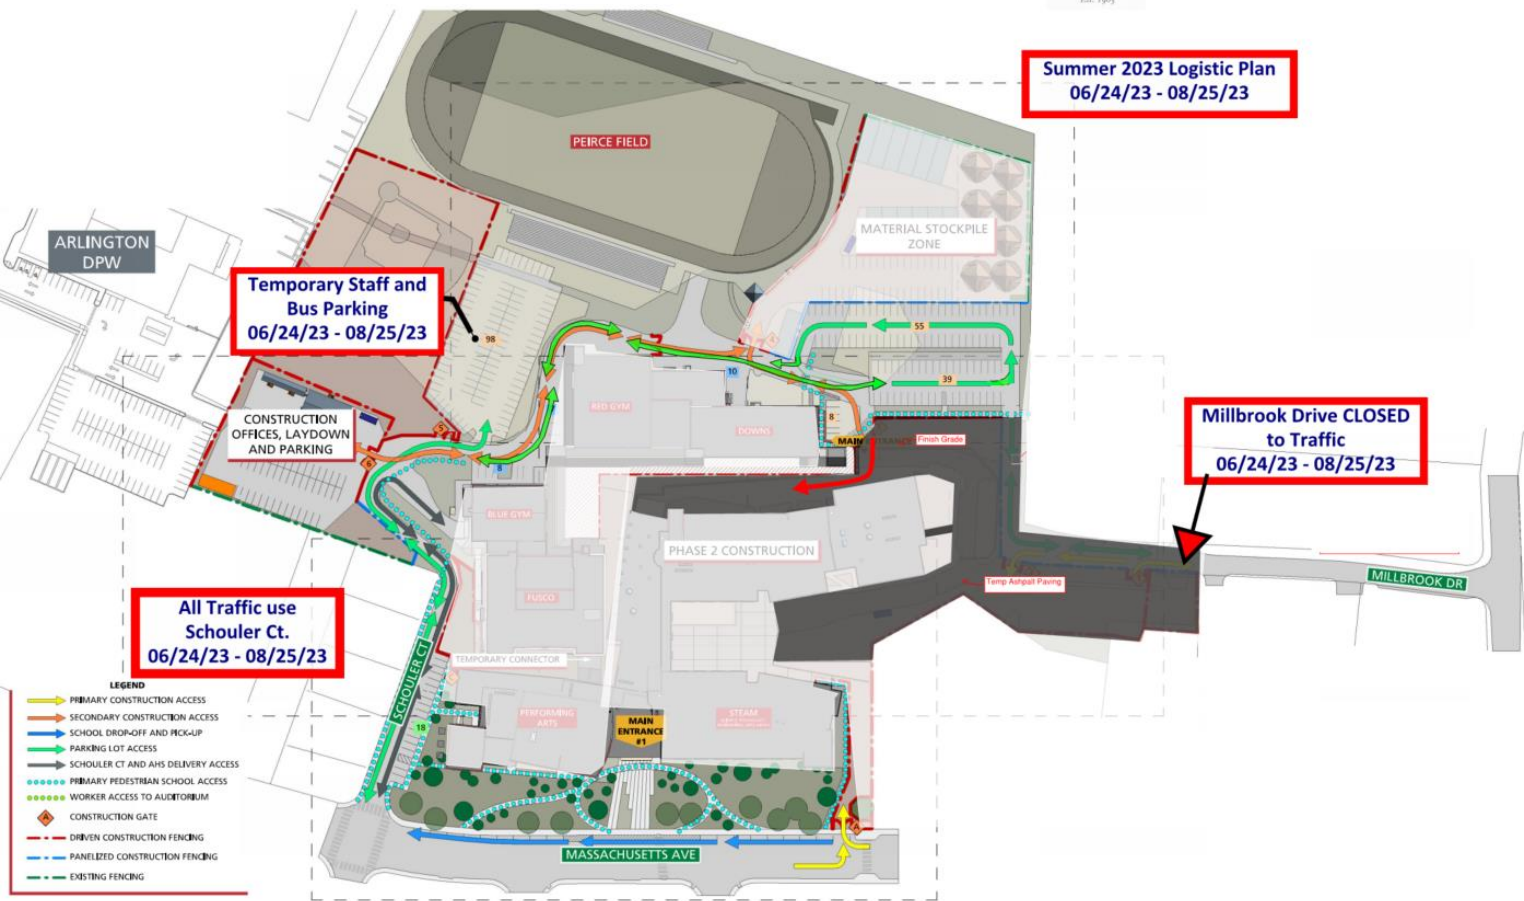 Est. 1965
Summer 2023 Logistic Plan
06/24/23 - 08/25/23
PEIRCE FIELD
MATERIAL STOCKPILE
ZONE
ARLINGTON
DPW
Temporary Staff and
Bus Parking
06/24/23 - 08/25/23
98
55
39
10
8
4
RED GYM
DOWNS
MAIN ENTRANCE
Finish Grade
CONSTRUCTION
OFFICES, LAYDOWN
AND PARKING
5
6
8
Millbrook Drive CLOSED
to Traffic
06/24/23 - 08/25/23
BLUE GYM
PHASE 2 CONSTRUCTION
FUSCO
Temp Ashpalt Paving
MILLBROOK DR
All Traffic use
Schouler Ct.
06/24/23 - 08/25/23
SCHOULER CT
TEMPORARY CONNECTOR
18
PERFORMING
ARTS
MAIN
ENTRANCE
#1
STEAM
MASSACHUSETTS AVE
LEGEND
PRIMARY CONSTRUCTION ACCESS
SECONDARY CONSTRUCTION ACCESS
SCHOOL DROP-OFF AND PICK-UP
PARKING LOT ACCESS
SCHOULER CT AND AHS DELIVERY ACCESS
PRIMARY PEDESTRIAN SCHOOL ACCESS
WORKER ACCESS TO AUDITORIUM
A CONSTRUCTION GATE
DRIVEN CONSTRUCTION FENCING
PANELIZED CONSTRUCTION FENCING
EXISTING FENCING